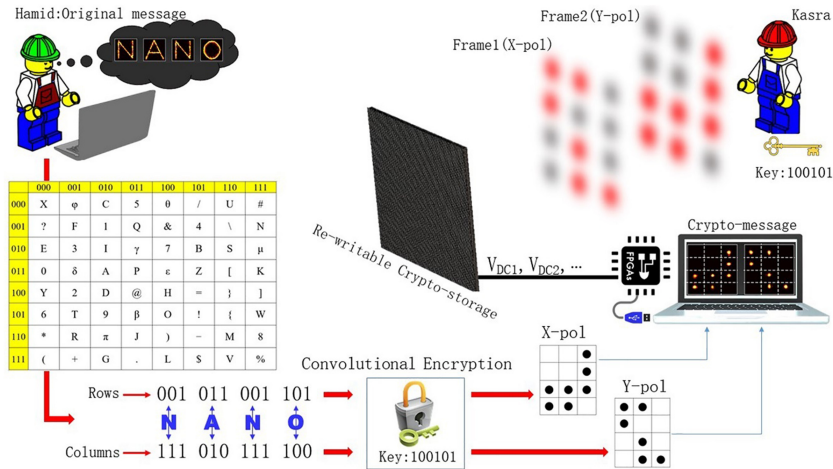 Hamid:Original message
NANO
Frame2(Y-pol)
Frame1(X-pol)
Kasra
Key:100101
Re-writable Crypto-storage
VDC1, VDC2, …
FPGAs
Crypto-message
000 001 010 011 100 101 110 111
000 X φ C 5 θ / U #
001 ? F 1 Q & 4 \ N
010 E 3 I γ 7 B S μ
011 0 δ A P ε Z [ K
100 Y 2 D @ H = } ]
101 6 T 9 β O ! { W
110 * R π J ) − M 8
111 ( + G . L $ V %
Convolutional Encryption
X-pol
Y-pol
Rows 001 011 001 101
N A N O
Columns 111 010 111 100
Key:100101